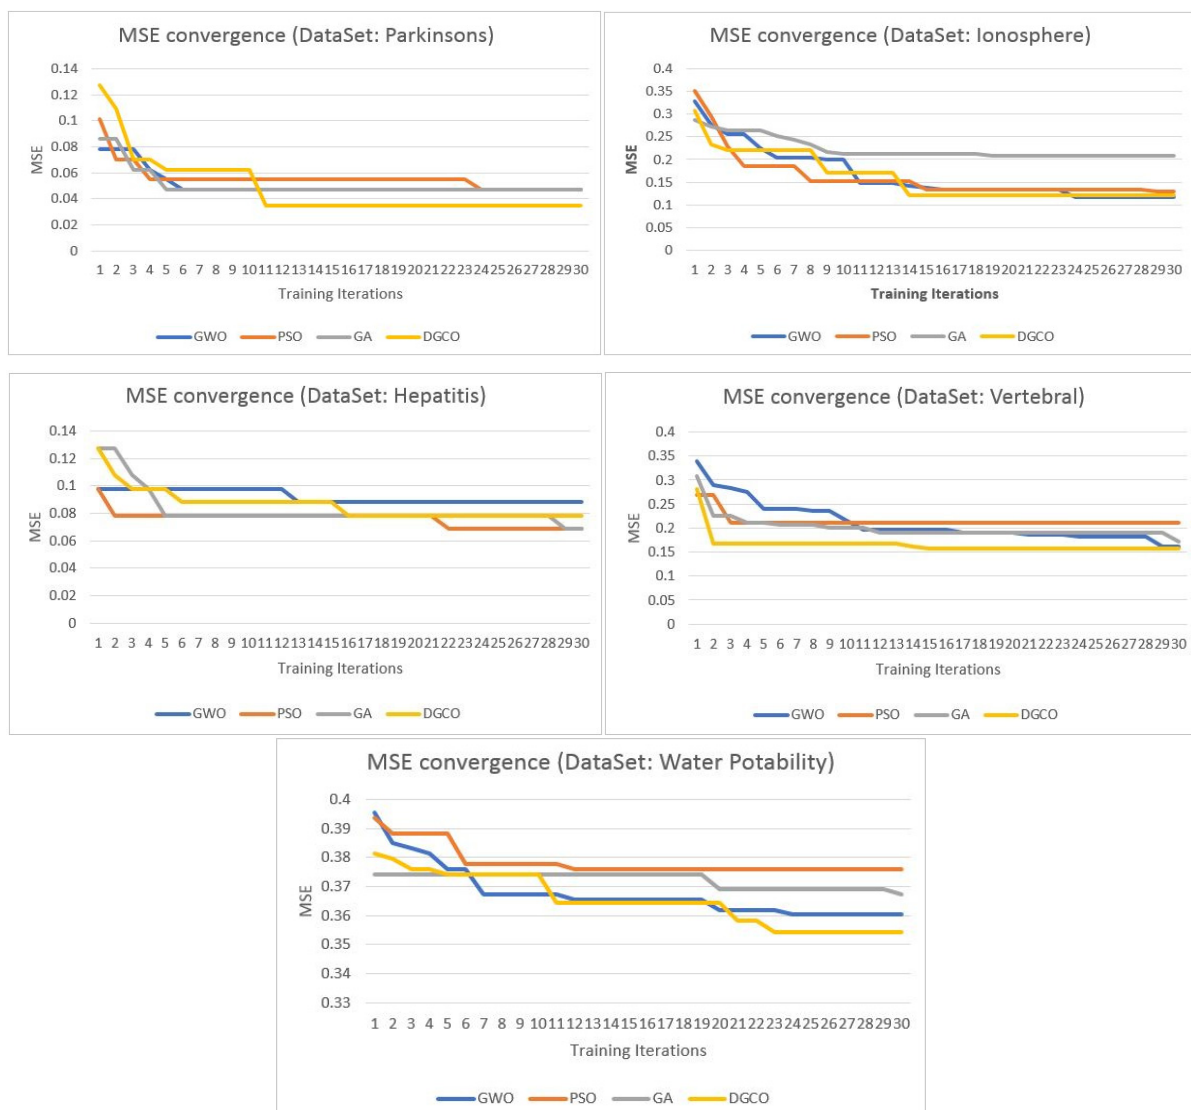 MSE convergence (DataSet: Parkinsons)
0.14
0.12
0.1
0.08
0.06
0.04
0.02
0
MSE
1 2 3 4 5 6 7 8 9 10 11 12 13 14 15 16 17 18 19 20 21 22 23 24 25 26 27 28 29 30
Training Iterations
GWO PSO GA DGCO
MSE convergence (DataSet: Ionosphere)
0.4
0.35
0.3
0.25
0.2
0.15
0.1
0.05
0
MSE
1 2 3 4 5 6 7 8 9 10 11 12 13 14 15 16 17 18 19 20 21 22 23 24 25 26 27 28 29 30
Training Iterations
GWO PSO GA DGCO
MSE convergence (DataSet: Hepatitis)
0.14
0.12
0.1
0.08
0.06
0.04
0.02
0
MSE
1 2 3 4 5 6 7 8 9 10 11 12 13 14 15 16 17 18 19 20 21 22 23 24 25 26 27 28 29 30
Training Iterations
GWO PSO GA DGCO
MSE convergence (DataSet: Vertebral)
0.4
0.35
0.3
0.25
0.2
0.15
0.1
0.05
0
MSE
1 2 3 4 5 6 7 8 9 10 11 12 13 14 15 16 17 18 19 20 21 22 23 24 25 26 27 28 29 30
Training Iterations
GWO PSO GA DGCO
MSE convergence (DataSet: Water Potability)
0.4
0.39
0.38
0.37
0.36
0.35
0.34
0.33
MSE
1 2 3 4 5 6 7 8 9 10 11 12 13 14 15 16 17 18 19 20 21 22 23 24 25 26 27 28 29 30
Training Iterations
GWO PSO GA DGCO